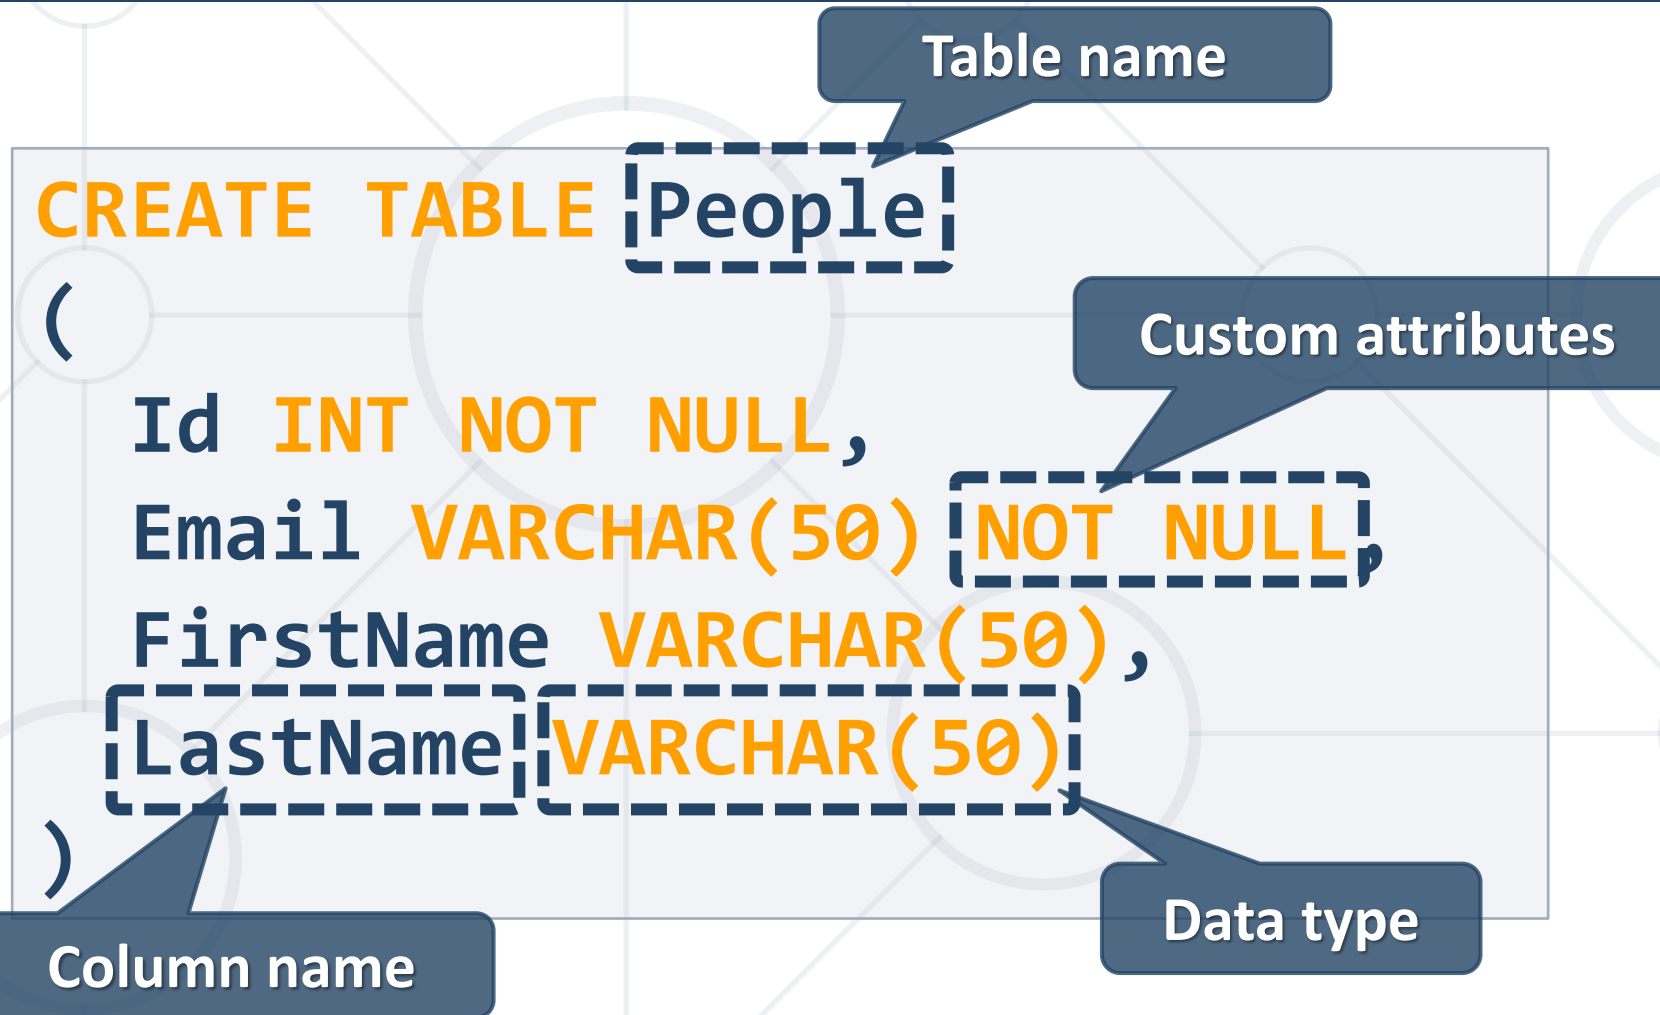 Table name
CREATE TABLE People
(
Custom attributes
Id INT NOT NULL,
Email VARCHAR(50) NOT NULL,
FirstName VARCHAR(50),
LastName VARCHAR(50)
)
Data type
Column name